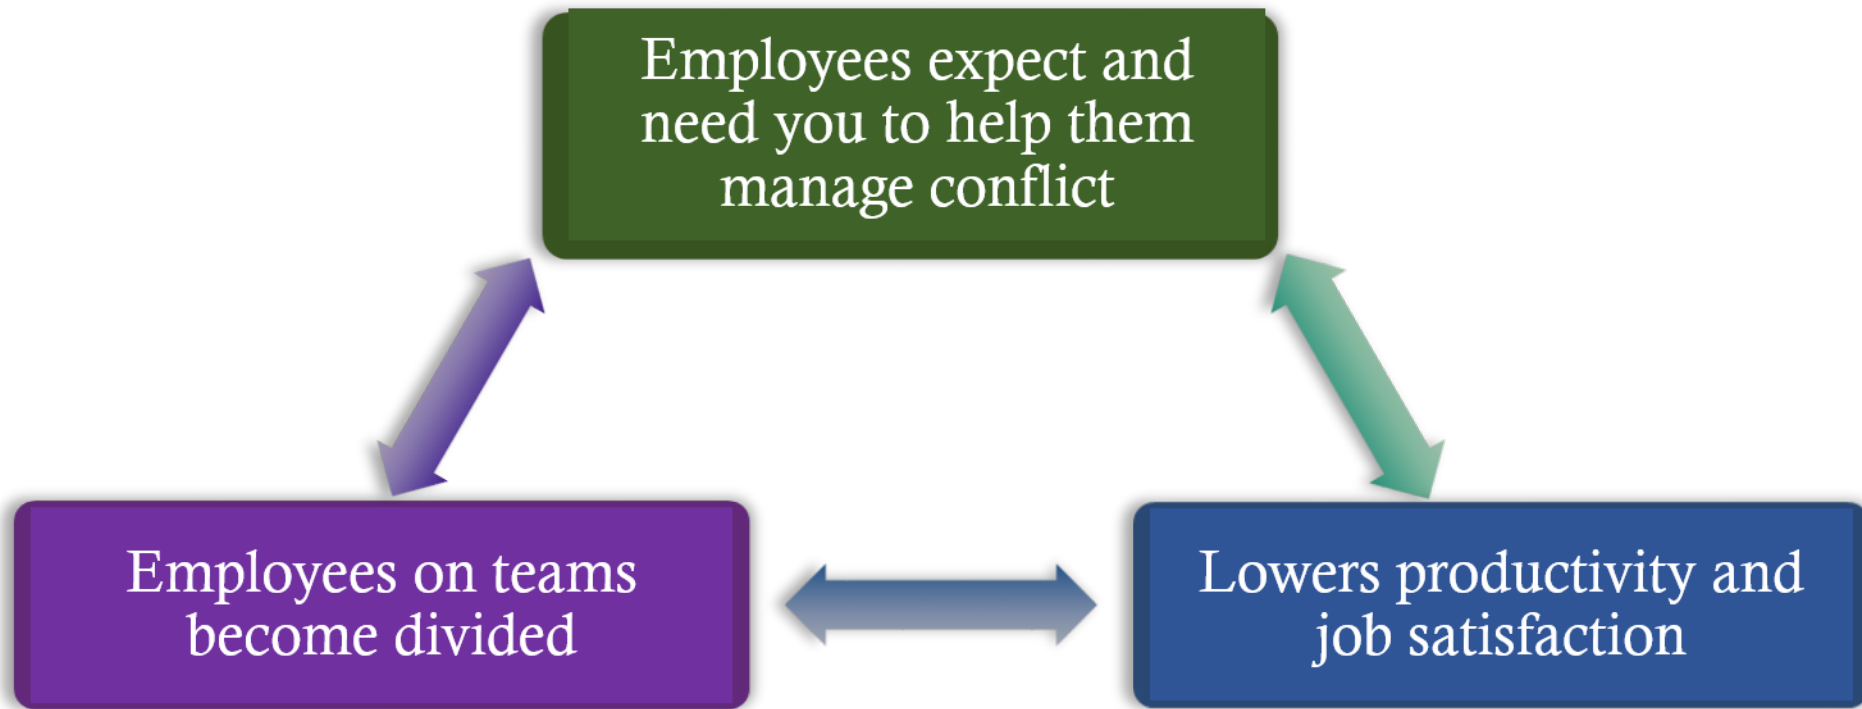 Employees expect and
need you to help them
manage conflict
Employees on teams
become divided
Lowers productivity and
job satisfaction